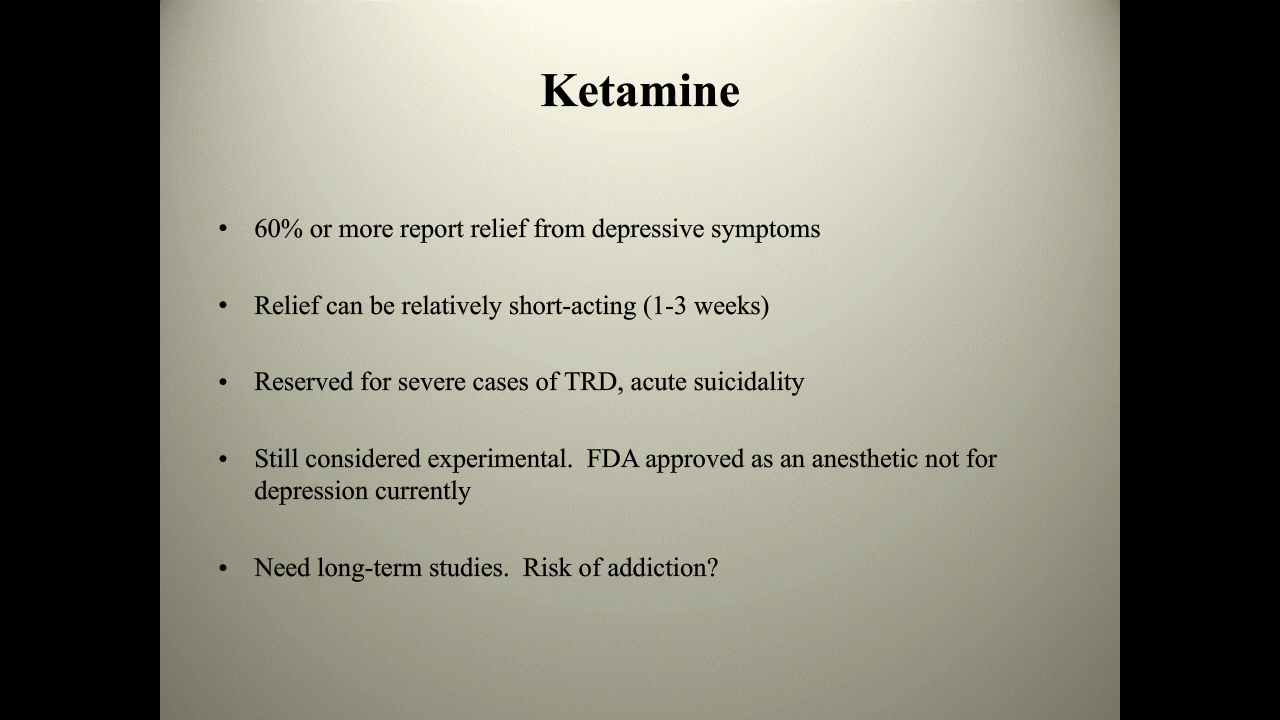 Ketamine
• 60% or more report relief from depressive symptoms
• Relief can be relatively short-acting (1-3 weeks)
• Reserved for severe cases of TRD, acute suicidality
• Still considered experimental.  FDA approved as an anesthetic not for
depression currently
• Need long-term studies.  Risk of addiction?